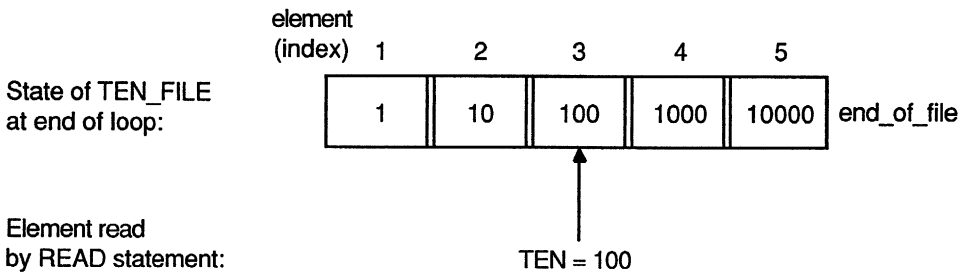 element
(index) 1 2 3 4 5
State of TEN_FILE
at end of loop:
1 10 100 1000 10000 end_of_file
Element read
by READ statement:
TEN = 100